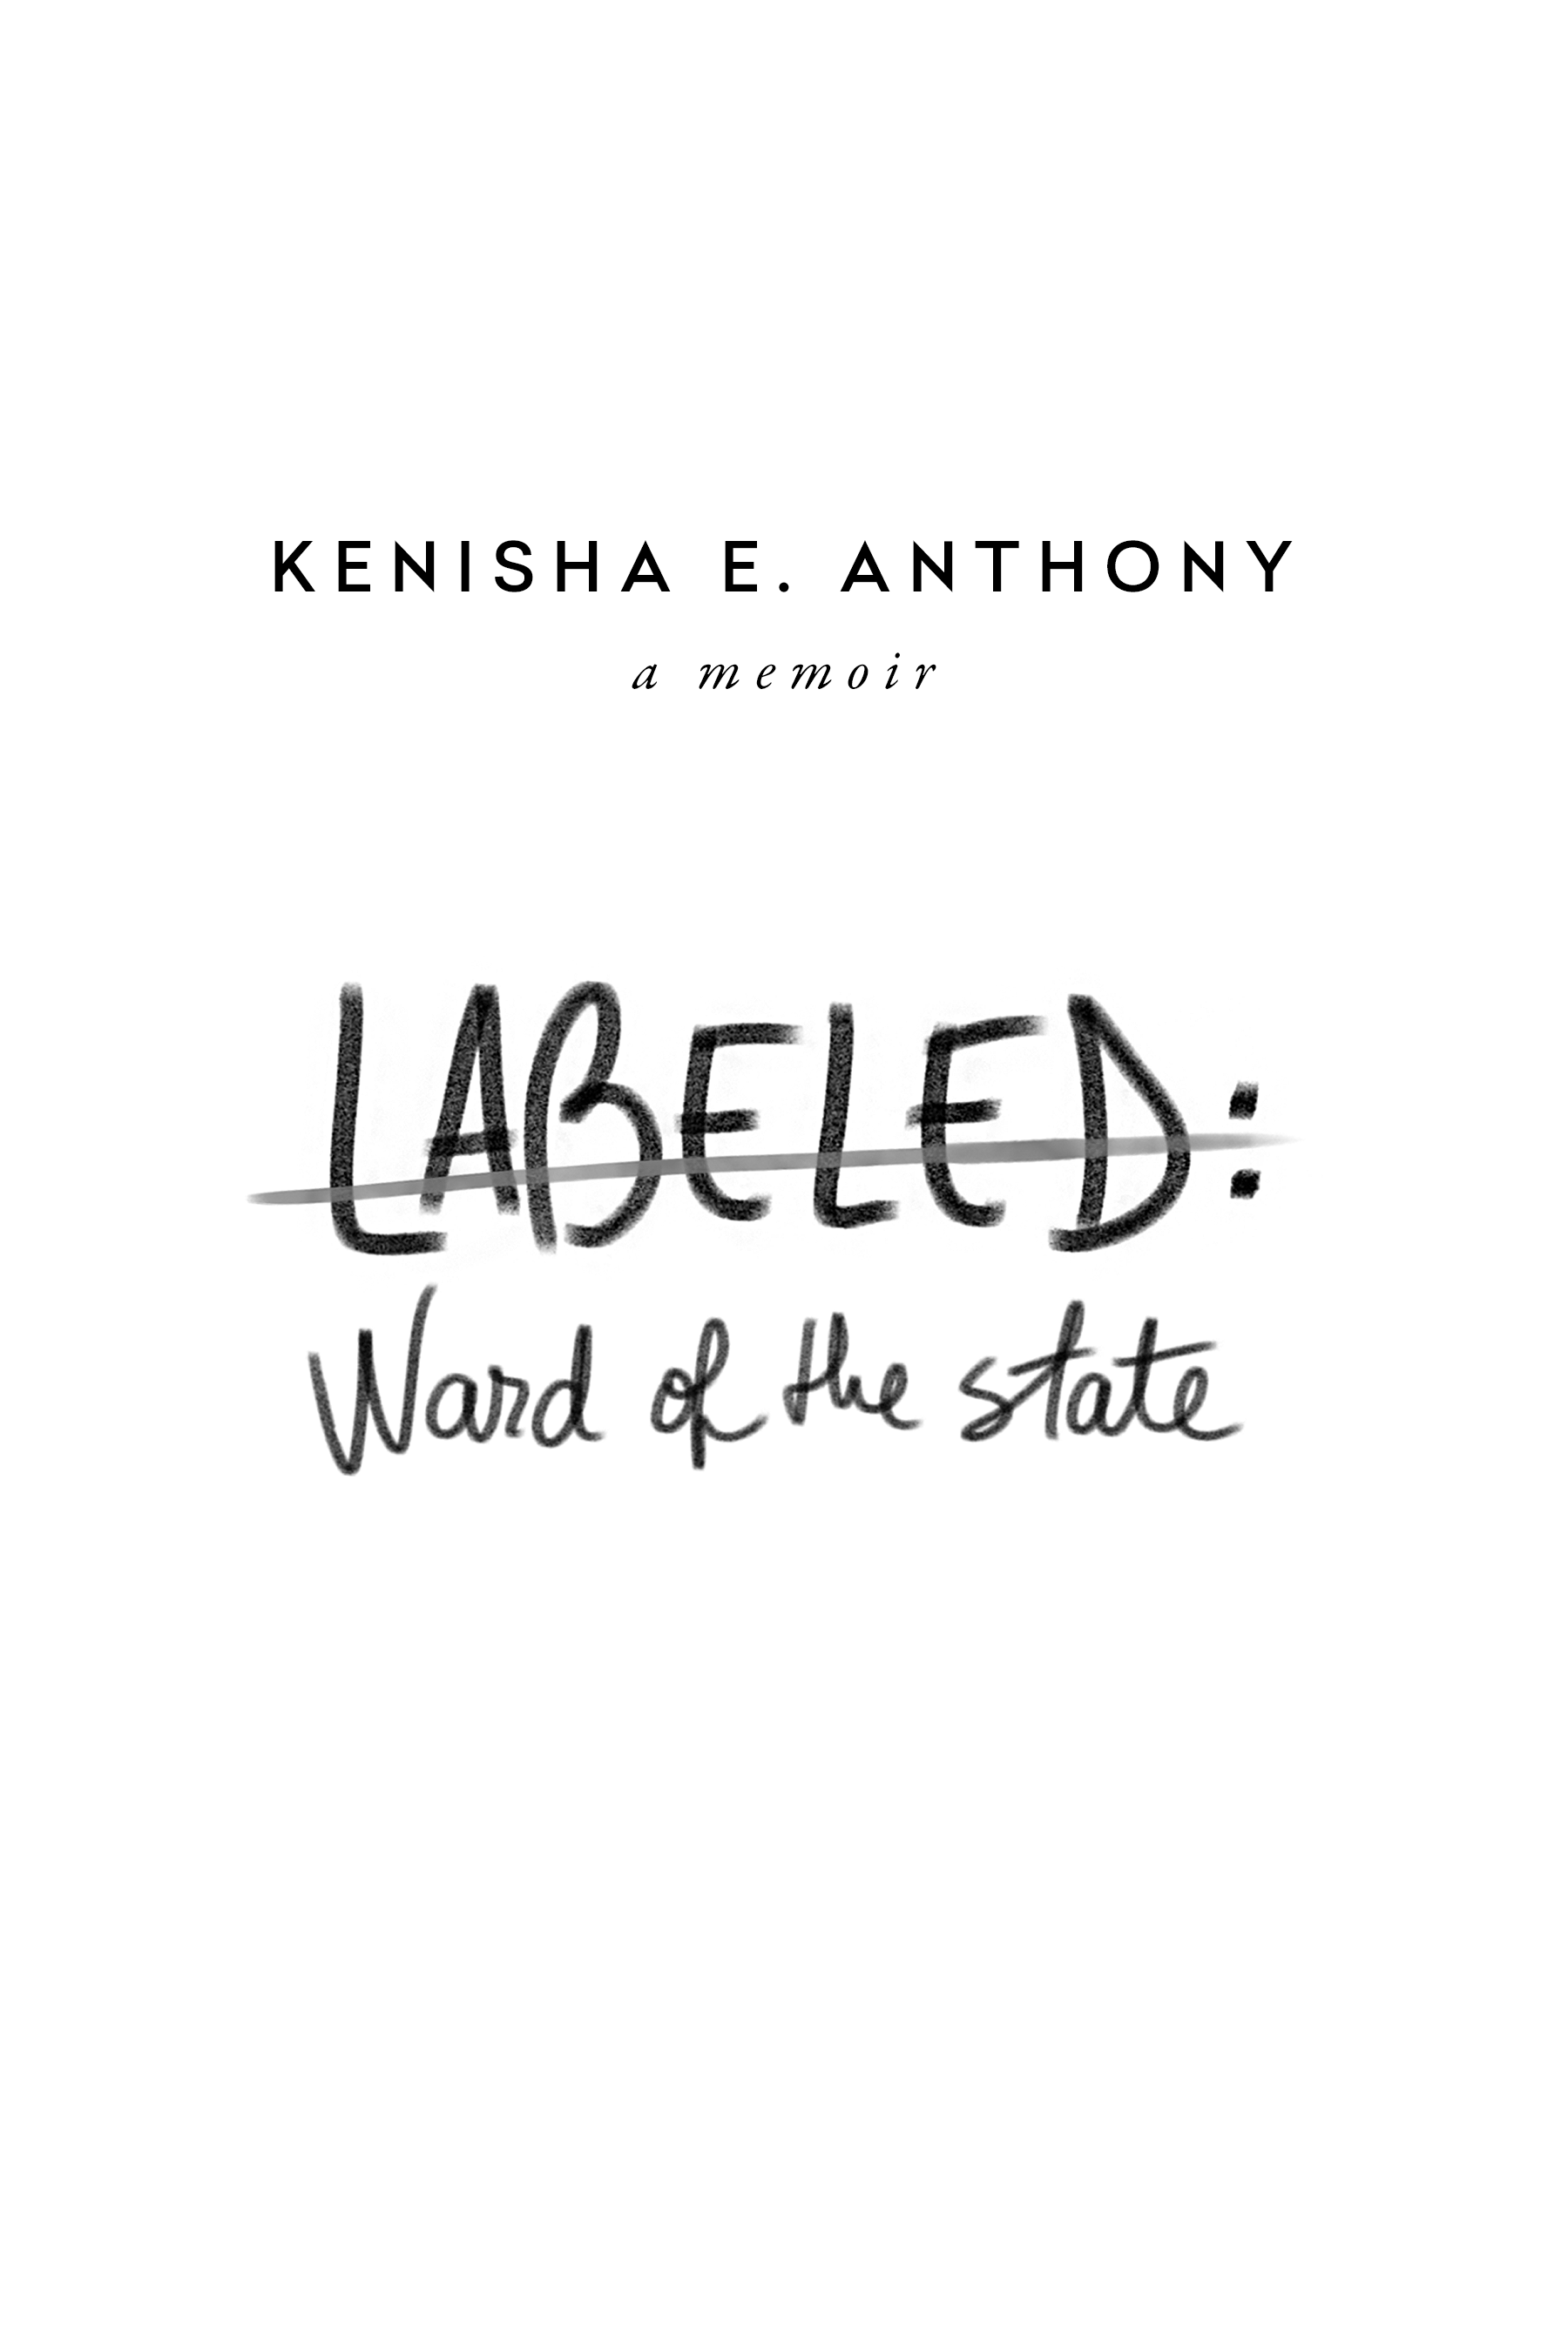 KENISHA E. ANTHONY
a memoir
LABELED:
Ward of the state